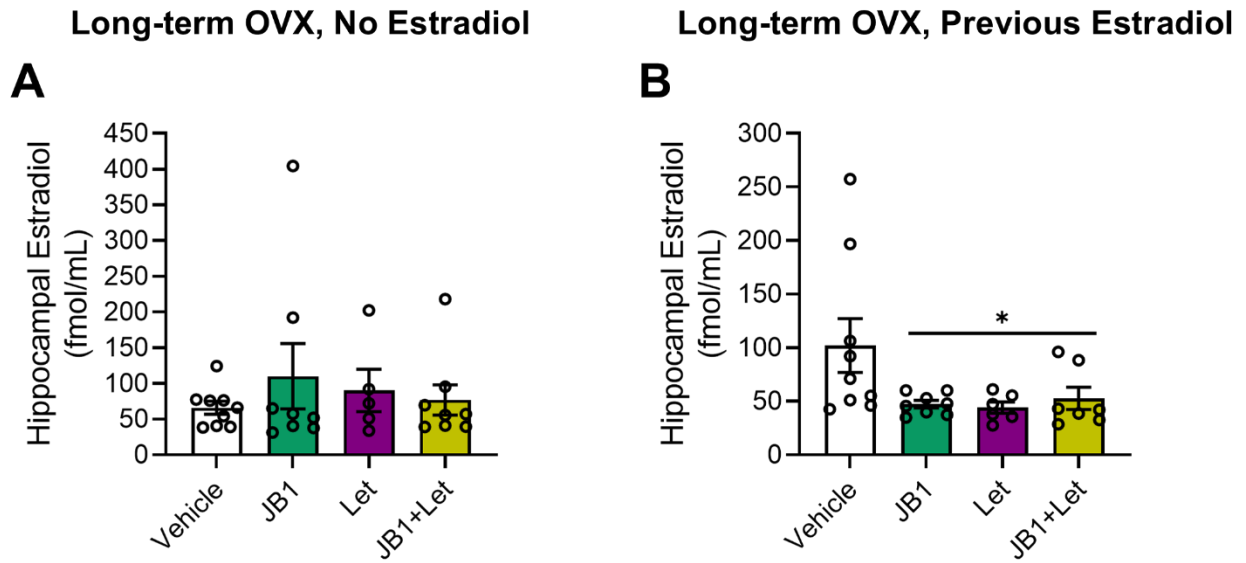 Long-term OVX, No Estradiol
A
Hippocampal Estradiol
(fmol/mL)
450
400
350
300
250
200
150
100
50
0
Vehicle
JB1
Let
JB1+Let
Long-term OVX, Previous Estradiol
B
Hippocampal Estradiol
(fmol/mL)
300
250
200
150
100
50
0
*
Vehicle
JB1
Let
JB1+Let